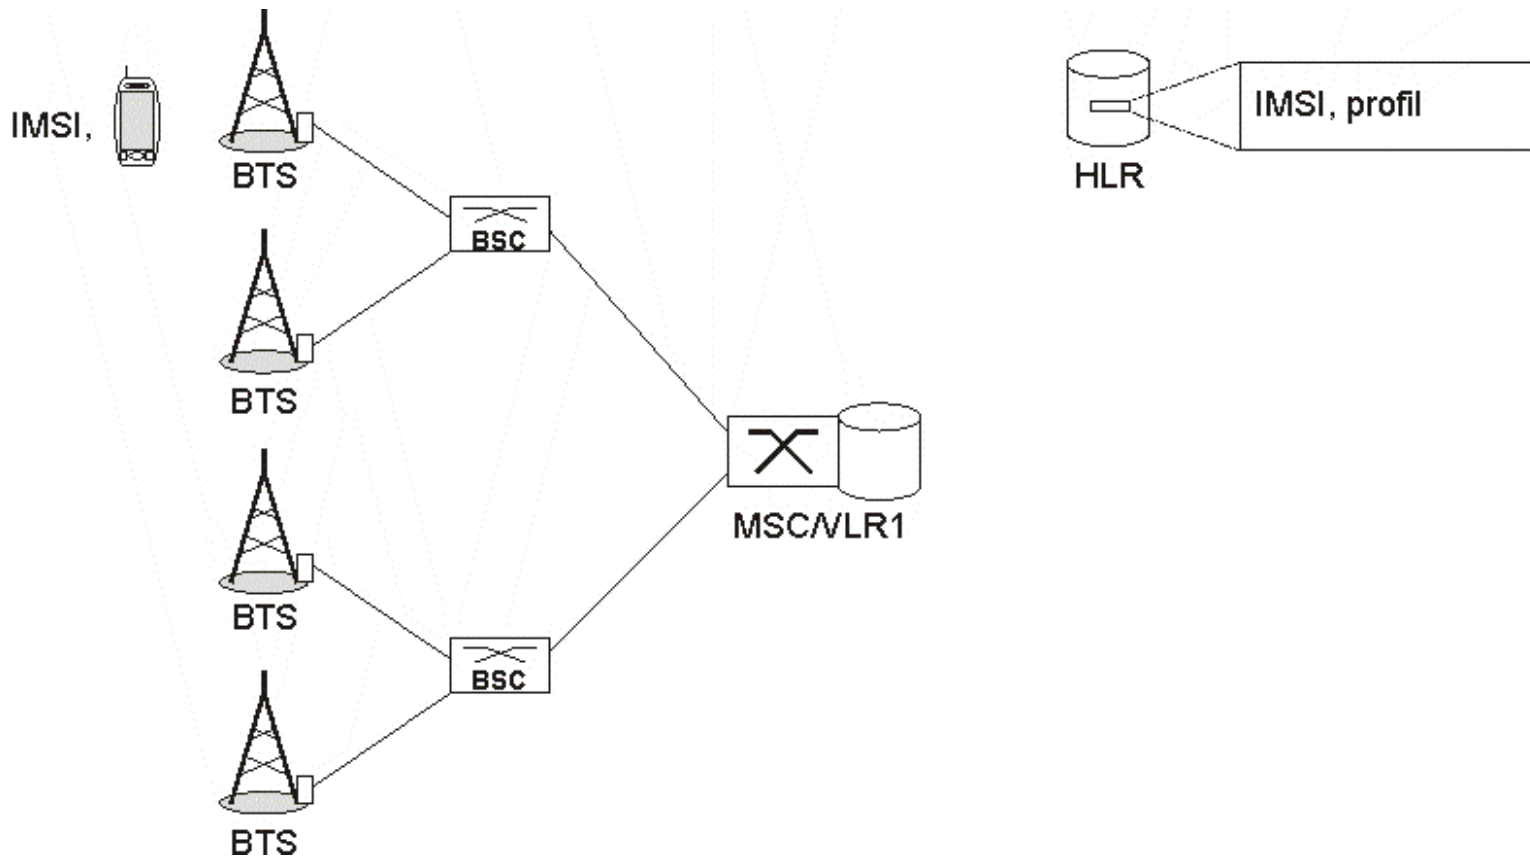 IMSI,
BTS
BSC
BTS
BTS
BSC
BTS
MSC/VLR1
HLR
IMSI, profil